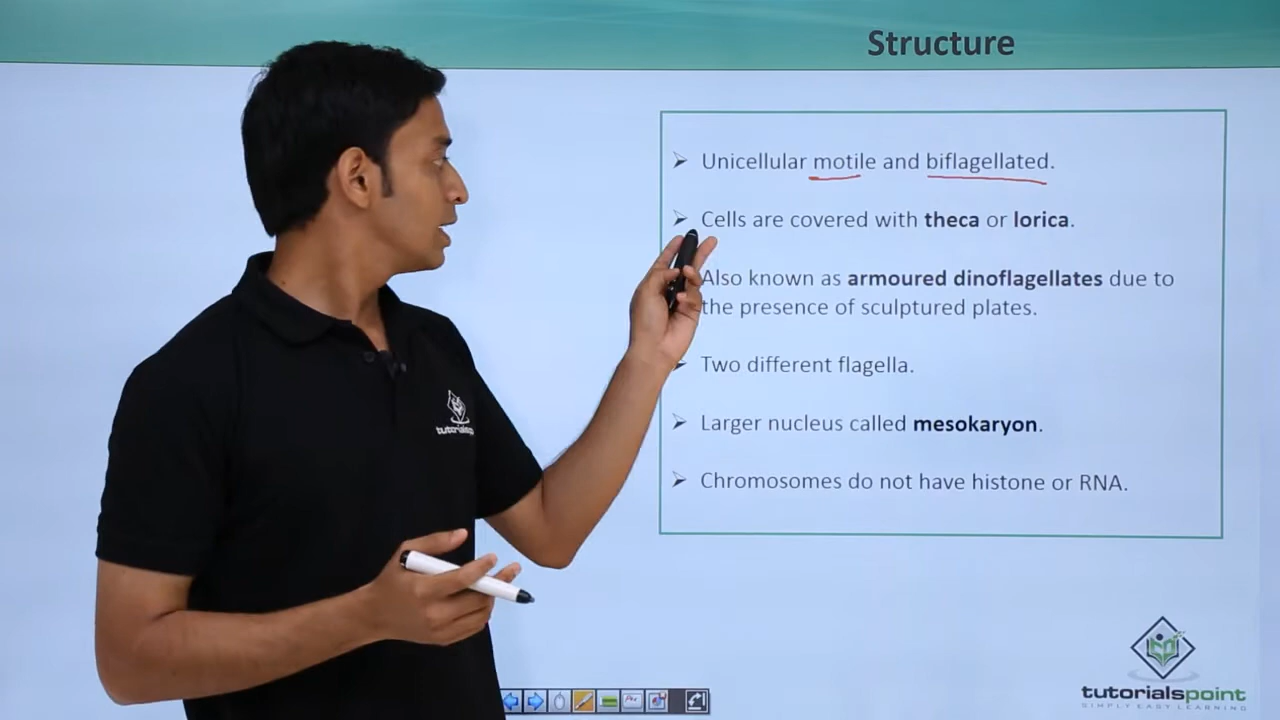 Structure
Unicellular motile and biflagellated.
Cells are covered with theca or lorica.
Also known as armoured dinoflagellates due to
the presence of sculptured plates.
Two different flagella.
Larger nucleus called mesokaryon.
Chromosomes do not have histone or RNA.
tutorialspoint
SIMPLY EASY LEARNING